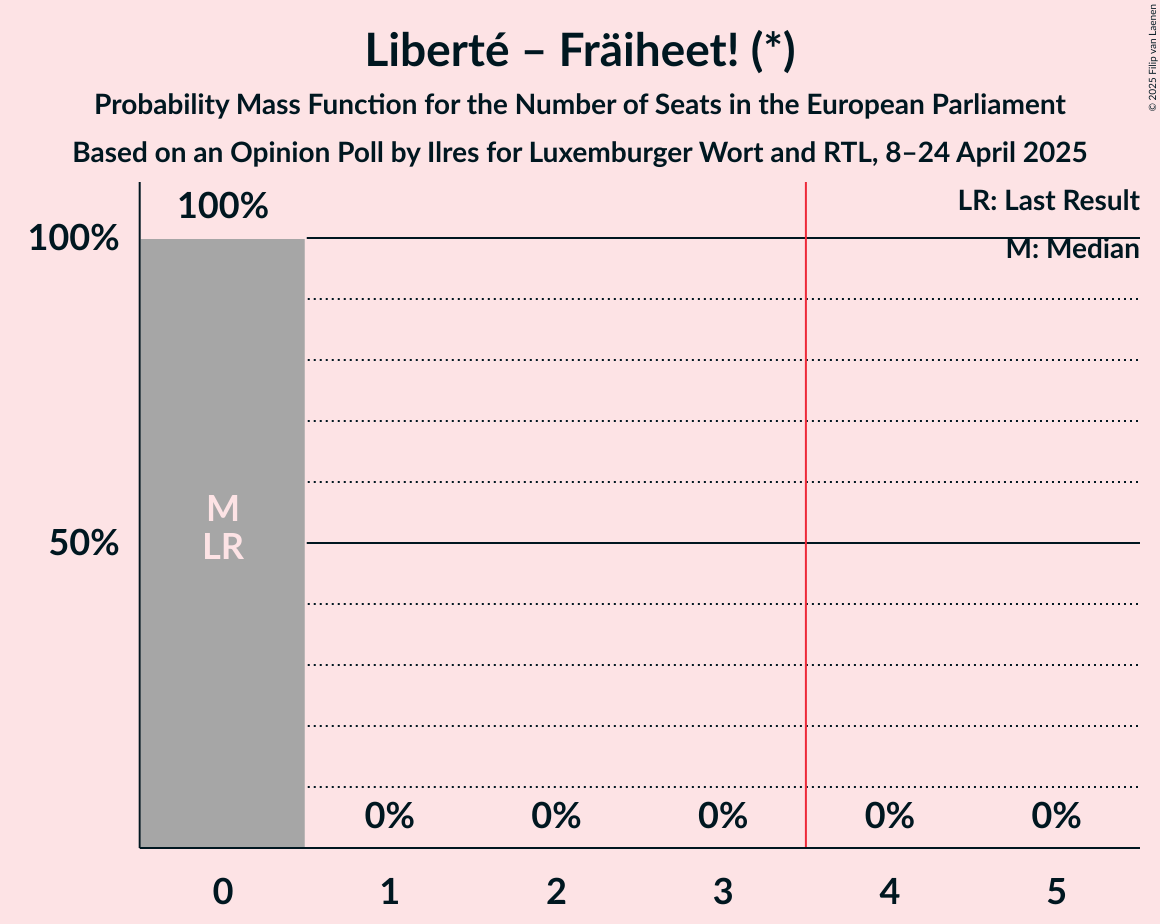 Liberté – Fräiheet! (*)
Probability Mass Function for the Number of Seats in the European Parliament
Based on an Opinion Poll by Ilres for Luxemburger Wort and RTL, 8–24 April 2025
© 2025 Filip van Laenen
LR: Last Result
M: Median
100%
100%
50%
M
LR
0% 0% 0% 0% 0%
0 1 2 3 4 5